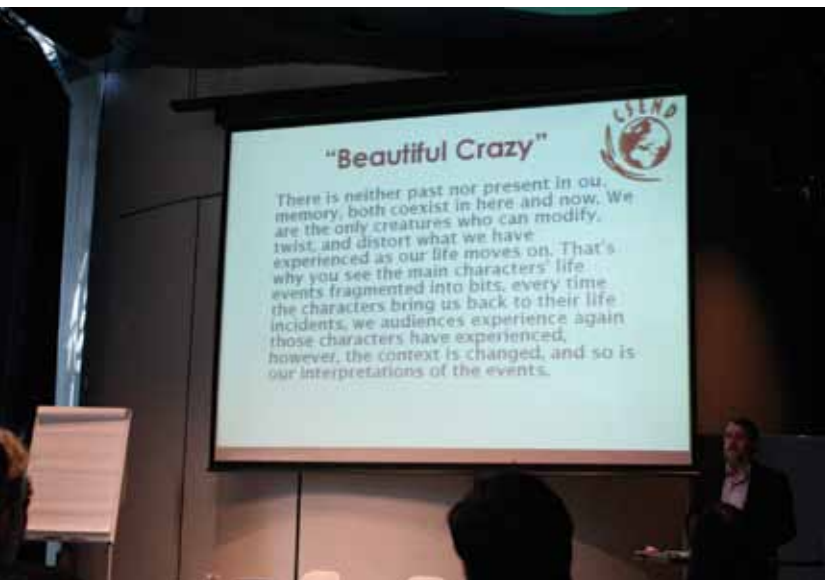 CSEND
“Beautiful Crazy”
There is neither past nor present in ou.
memory, both coexist in here and now. We
are the only creatures who can modify,
twist, and distort what we have
experienced as our life moves on. That's
why you see the main characters' life
events fragmented into bits, every time
the characters bring us back to their life
incidents, we audiences experience again
those characters have experienced,
however, the context is changed, and so is
our interpretations of the events.